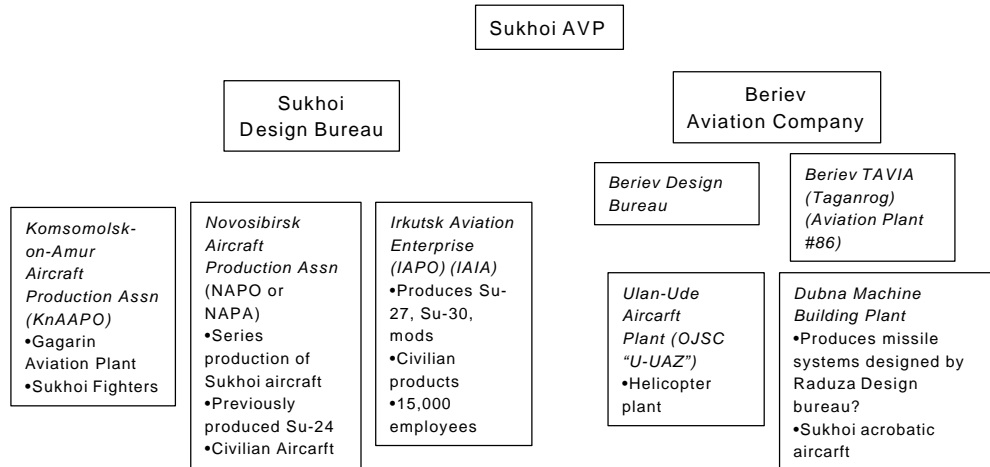 Sukhoi AVP
Sukhoi
Design Bureau
Beriev
Aviation Company
Beriev Design
Bureau
Beriev TAVIA
(Taganrog)
(Aviation Plant
#86)
Komsomolsk-
on-Amur
Aircraft
Production Assn
(KnAAPO)
•Gagarin
Aviation Plant
•Sukhoi Fighters
Novosibirsk
Aircraft
Production Assn
(NAPO or
NAPA)
•Series
production of
Sukhoi aircraft
•Previously
produced Su-24
•Civilian Aicarft
Irkutsk Aviation
Enterprise
(IAPO) (IAIA)
•Produces Su-
27, Su-30,  mods
•Civilian
products
•15,000
employees
Ulan-Ude
Aircarft
Plant (OJSC
“U-UAZ”)
•Helicopter
plant
Dubna Machine
Building Plant
•Produces missile
systems designed by
Raduza Design
bureau?
•Sukhoi acrobatic
aircarft